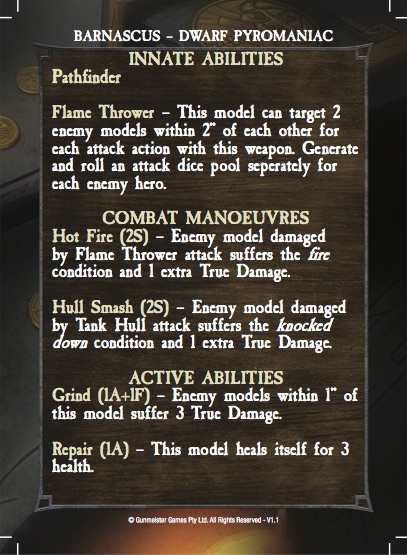 BARNASCUS – DWARF PYROMANIAC
INNATE ABILITIES
Pathfinder
Flame Thrower – This model can target 2
enemy models within 2" of each other for
each attack action with this weapon. Generate
and roll an attack dice pool seperately for
each enemy hero.
COMBAT MANOEUVRES
Hot Fire (2S) – Enemy model damaged
by Flame Thrower attack suffers the fire
condition and 1 extra True Damage.
Hull Smash (2S) – Enemy model damaged
by Tank Hull attack suffers the knocked
down condition and 1 extra True Damage.
ACTIVE ABILITIES
Grind (1A+1F) – Enemy models within 1" of
this model suffer 3 True Damage.
Repair (1A) – This model heals itself for 3
health.
© Gunmeister Games Pty Ltd. All Rights Reserved - V1.1